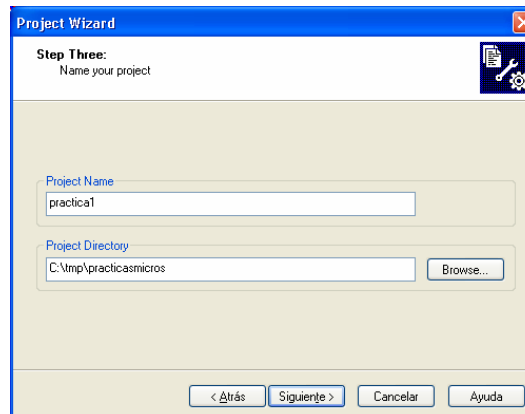 Project Wizard
Step Three:
Name your project
Project Name
practica1
Project Directory
C:\tmp\practicasmicros
Browse...
< Atrás
Siguiente >
Cancelar
Ayuda